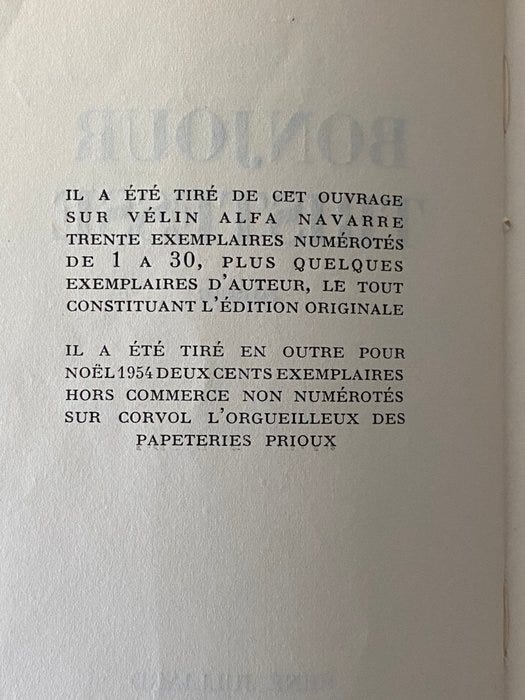 IL A ÉTÉ TIRÉ DE CET OUVRAGE
SUR VÉLIN ALFA NAVARRE
TRENTE EXEMPLAIRES NUMÉROTÉS
DE 1 A 30, PLUS QUELQUES
EXEMPLAIRES D'AUTEUR, LE TOUT
CONSTITUANT L'ÉDITION ORIGINALE
IL A ÉTÉ TIRÉ EN OUTRE POUR
NOËL 1954 DEUX CENTS EXEMPLAIRES
HORS COMMERCE NON NUMÉROTÉS
SUR CORVOL L'ORGUEILLEUX DES
PAPETERIES PRIOUX